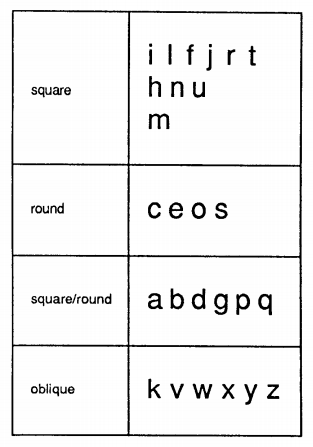 square
i l f j r t
h n u
m
round
c e o s
square/round
a b d g p q
oblique
k v w x y z